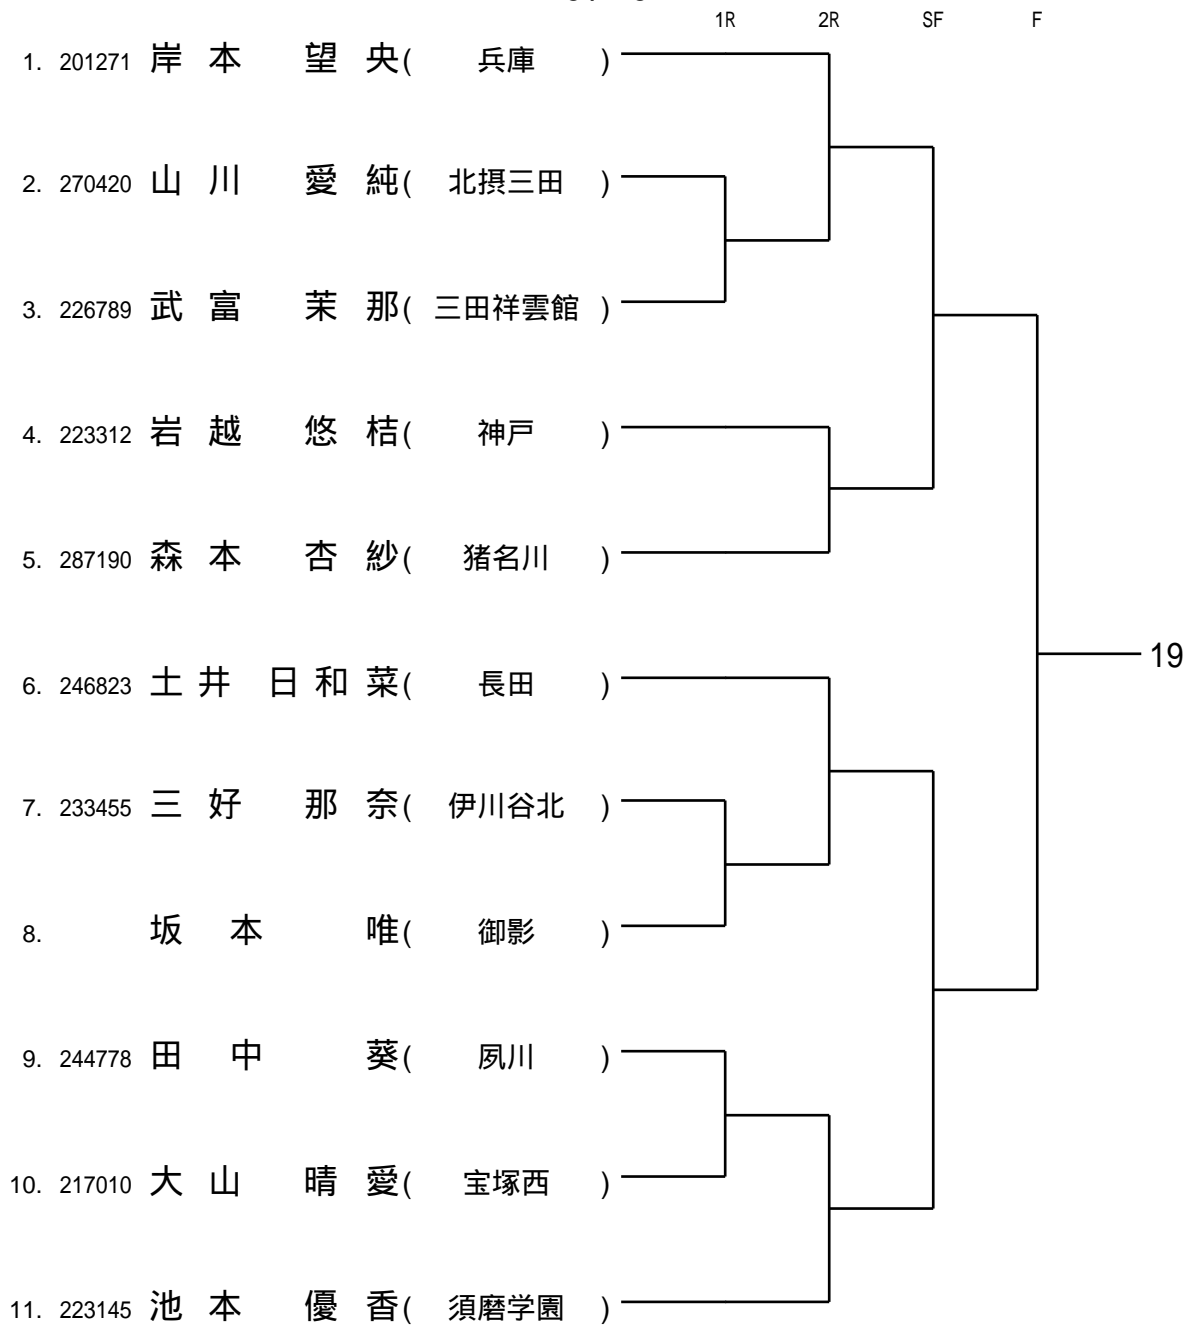 1R 2R SF F
1. 201271 岸本 望央( 兵庫 )
2. 270420 山川 愛純( 北摂三田 )
3. 226789 武富 茉那( 三田祥雲館 )
4. 223312 岩越 悠桔( 神戸 )
5. 287190 森本 杏紗( 猪名川 )
19
6. 246823 土井 日和菜( 長田 )
7. 233455 三好 那奈( 伊川谷北 )
8. 坂本 唯( 御影 )
9. 244778 田中 葵( 夙川 )
10. 217010 大山 晴愛( 宝塚西 )
11. 223145 池本 優香( 須磨学園 )